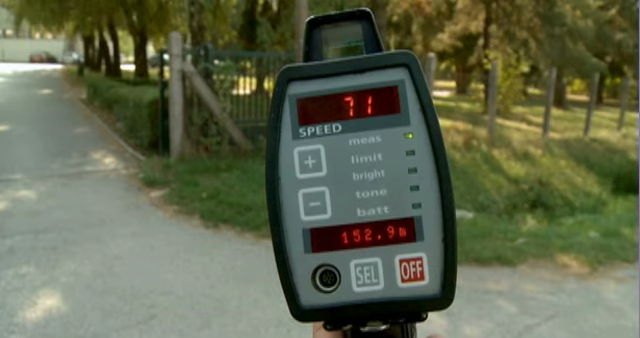 71
SPEED
meas
+
limit
bright
tone
−
batt
152.9m
SEL
OFF